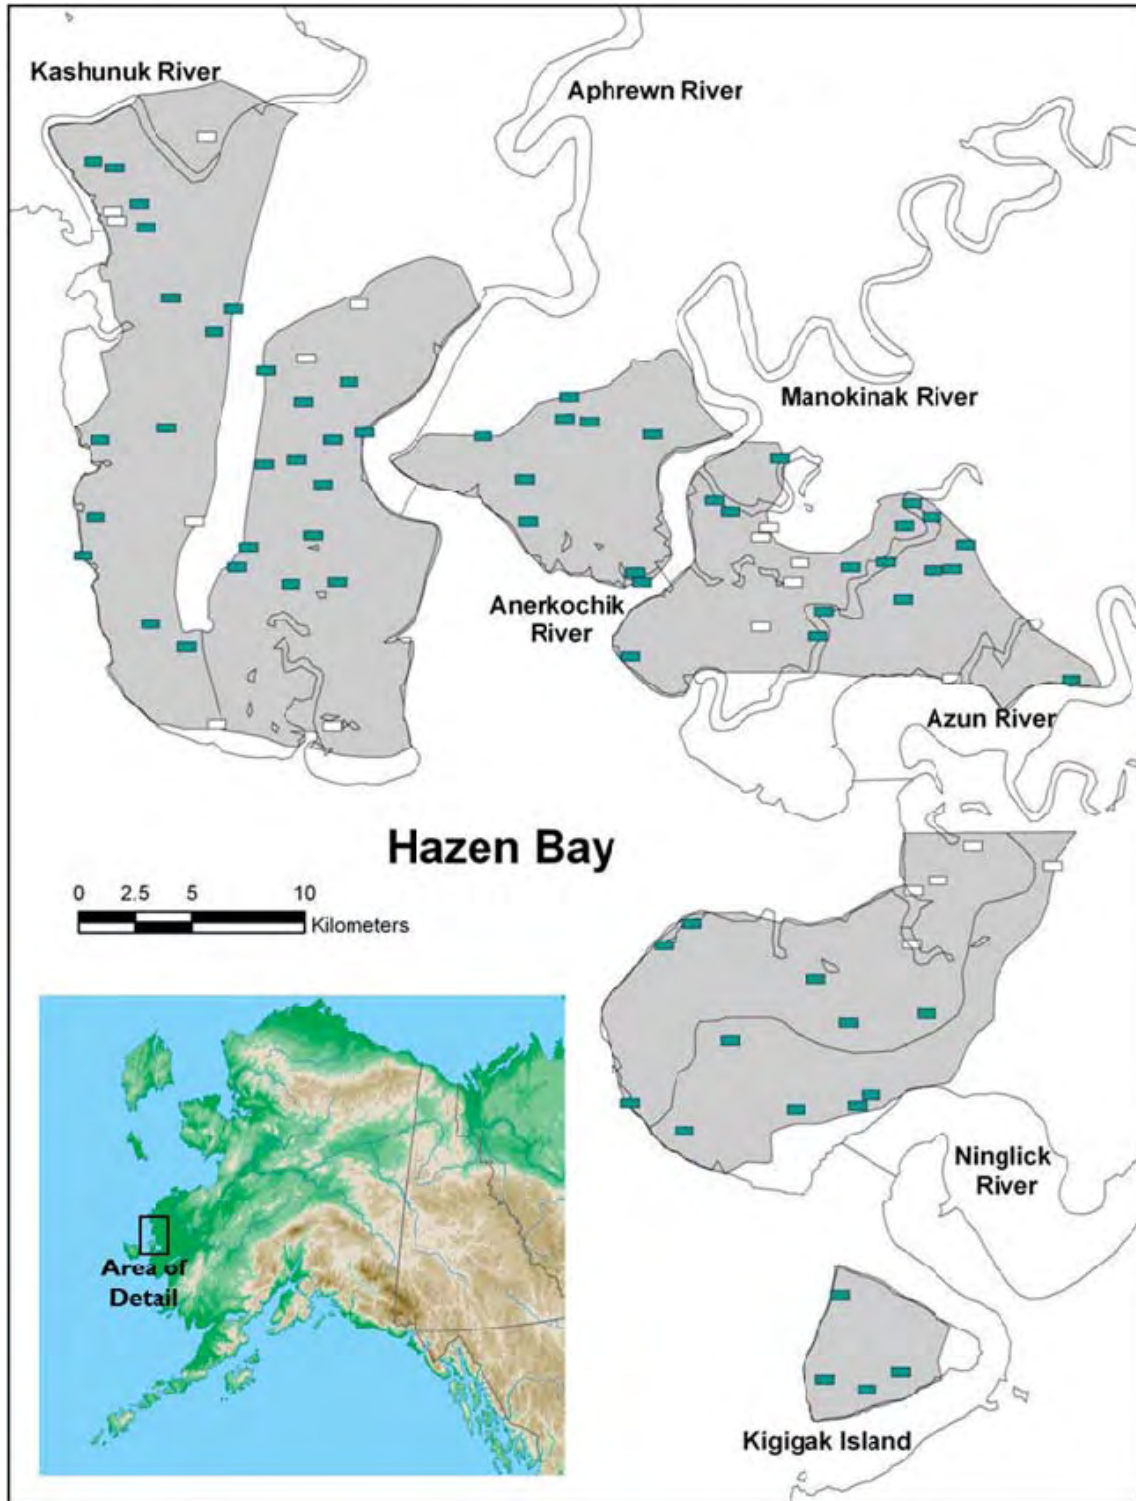 Kashunuk River
Aphrewn River
Manokinak River
Anerkochik
River
Azun River
Hazen Bay
0 2.5 5 10
Kilometers
Ninglick
River
Area of
Detail
Kigigak Island